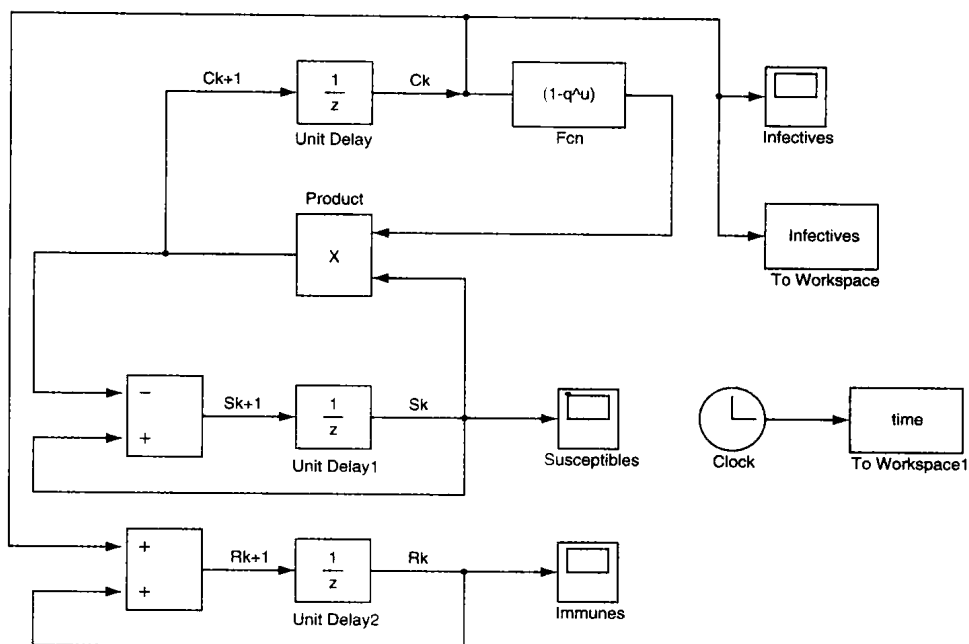 Ck+1
1
z
Unit Delay
Ck
(1-q^u)
Fcn
Infectives
Product
X
Infectives
To Workspace
−
+
Sk+1
1
z
Unit Delay1
Sk
Susceptibles
Clock
time
To Workspace1
+
+
Rk+1
1
z
Unit Delay2
Rk
Immunes